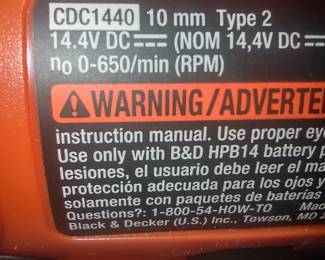 CDC1440 10 mm Type 2
14.4V DC (NOM 14,4V DC
n0 0-650/min (RPM)
WARNING/ADVERTE
instruction manual. Use proper eye
Use only with B&D HPB14 battery p
lesiones, el usuario debe leer el ma
protección adecuada para los ojos y
solamente con paquetes de baterías
Questions?: 1-800-54-HOW-TO Mad
Black & Decker (U.S.) Inc., Towson, MD 2